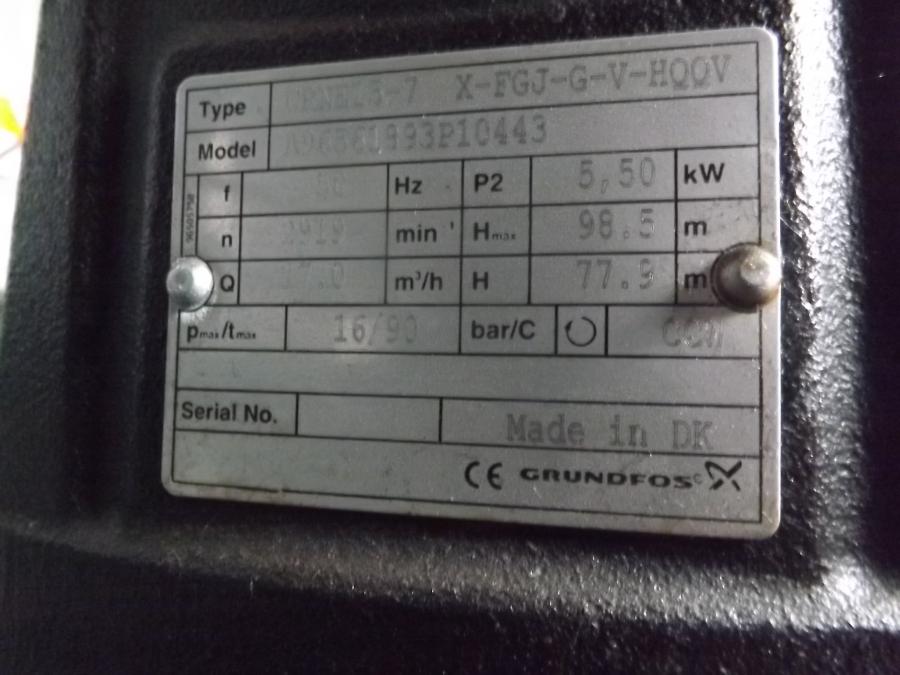 Type X-FGJ-G-V-HQQV
Model
f Hz P2 5,50 kW
n min⁻¹ Hmax 98.5 m
Q m³/h H 77.9 m
pmax/tmax 16/90 bar/C CCW
Serial No. Made in DK
CE GRUNDFOS
96505750